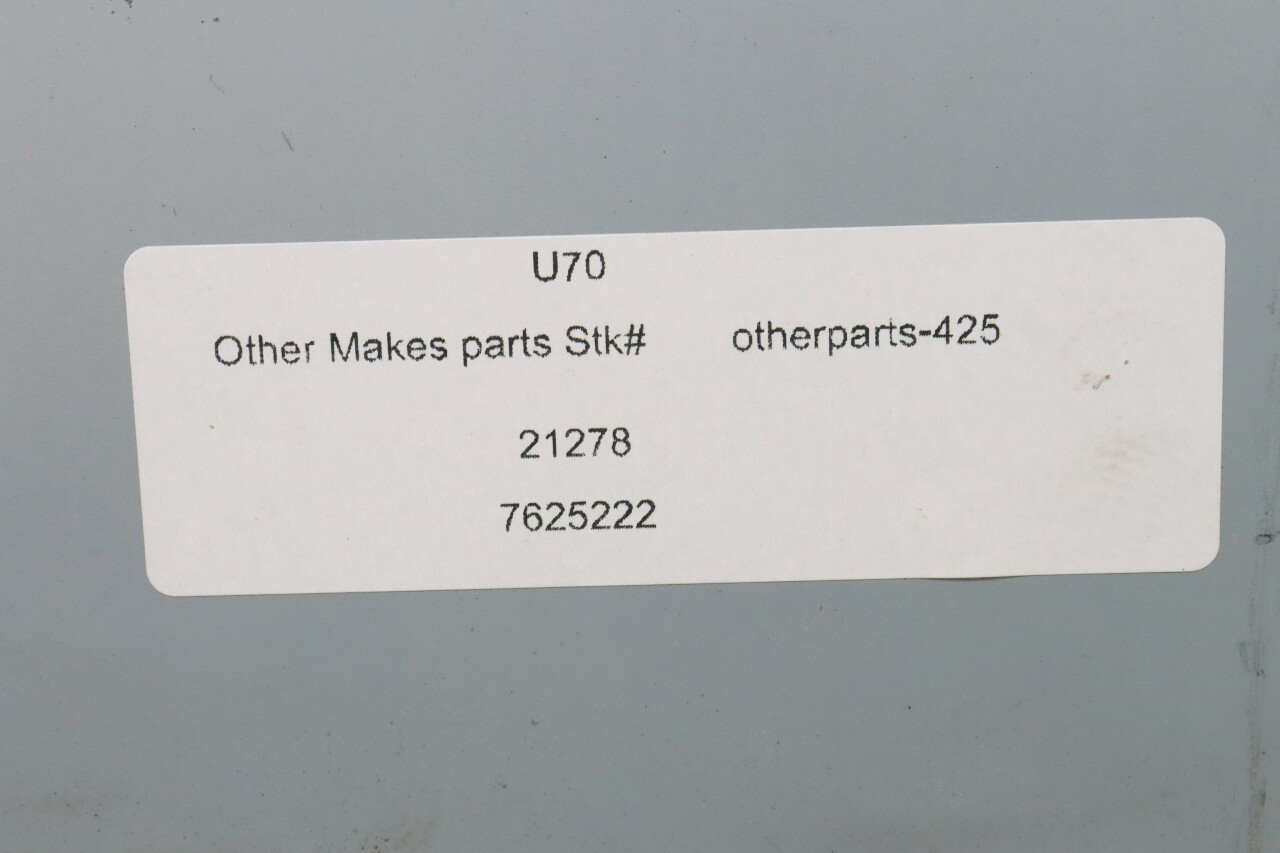 U70
Other Makes parts Stk# otherparts-425
21278
7625222